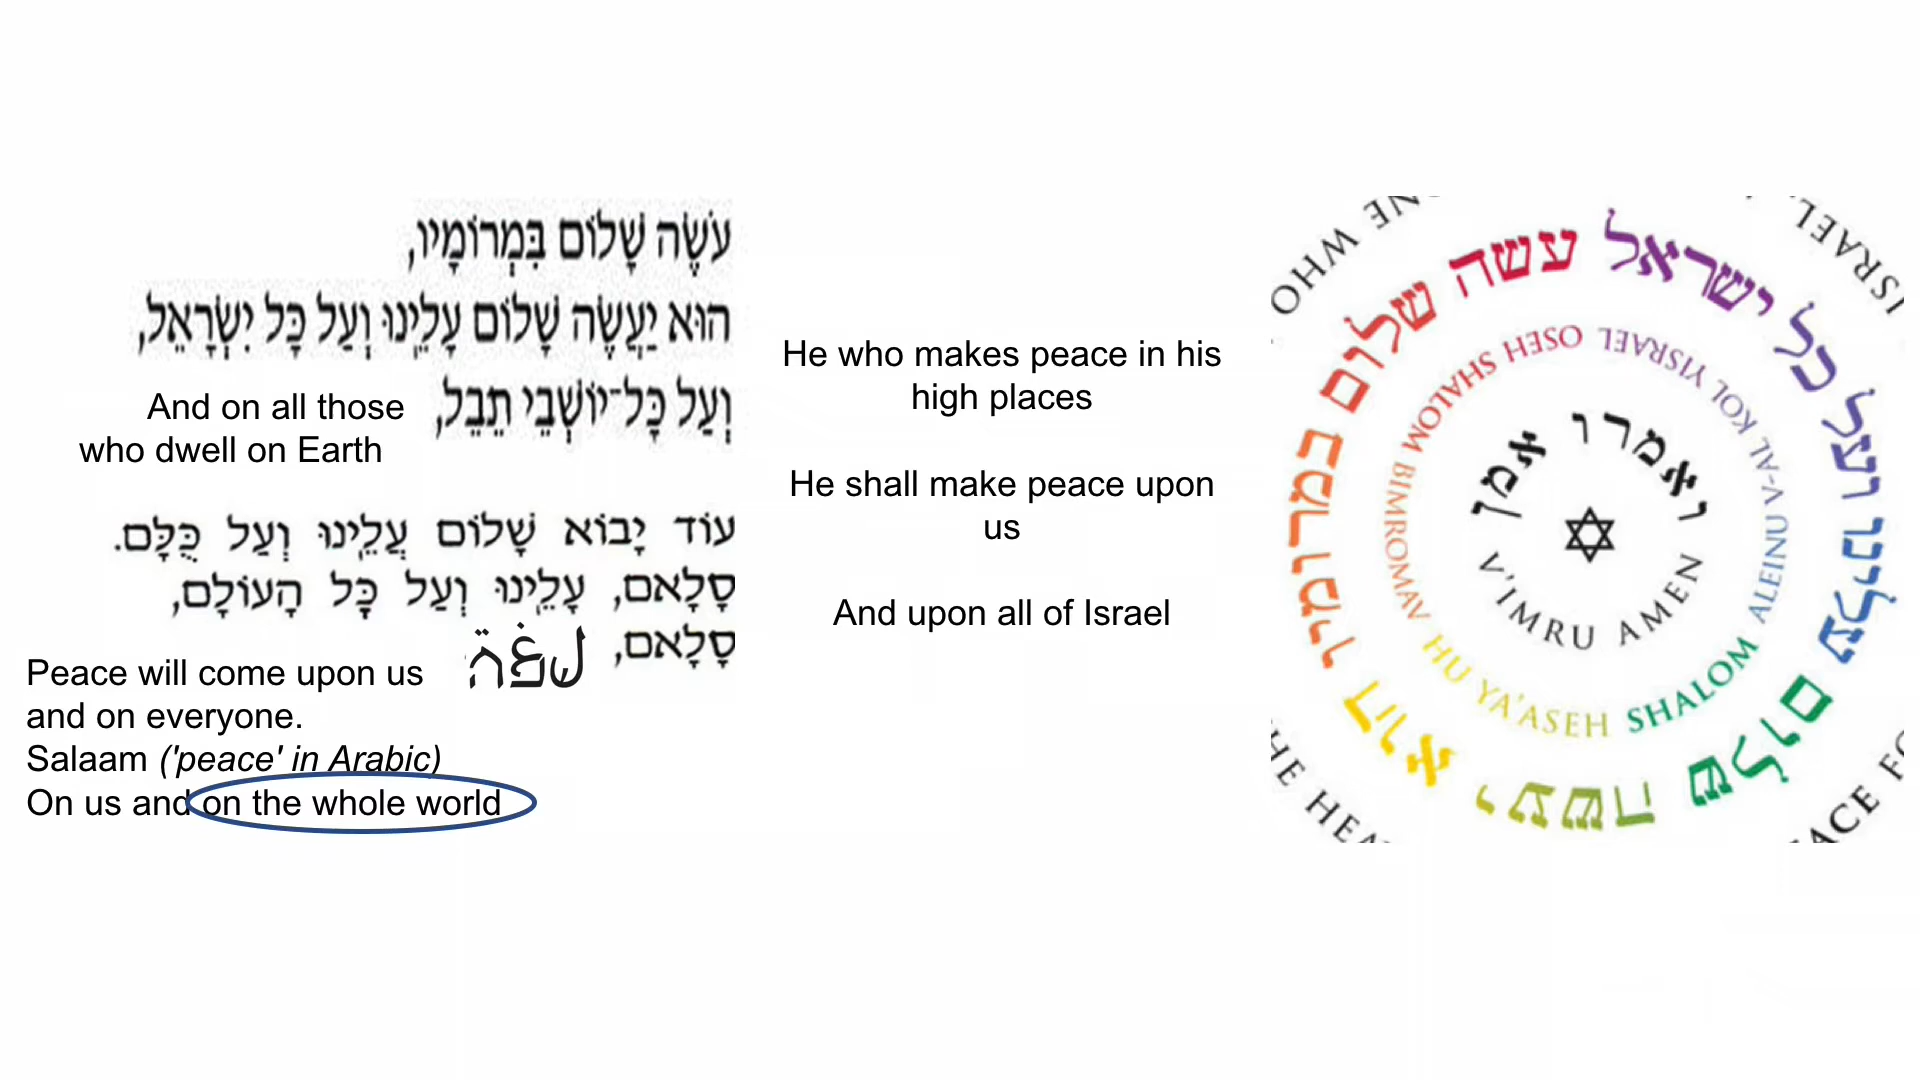 עֹשֶׂה שָׁלוֹם בִּמְרוֹמָיו,
הוּא יַעֲשֶׂה שָׁלוֹם עָלֵינוּ וְעַל כָּל יִשְׂרָאֵל,
וְעַל כָּל־יוֹשְׁבֵי תֵבֵל,
And on all those
who dwell on Earth
עוֹד יָבוֹא שָׁלוֹם עָלֵינוּ וְעַל כֻּלָּם.
סָלָאם, עָלֵינוּ וְעַל כָּל הָעוֹלָם,
סָלָאם,
Peace will come upon us
and on everyone.
Salaam ('peace' in Arabic)
On us and on the whole world
He who makes peace in his
high places
He shall make peace upon
us
And upon all of Israel
עשה שלום במרומיו הוא יעשה שלום עלינו ועל כל ישראל
OSEH SHALOM BIMROMAV HU YA'ASEH SHALOM ALEINU V-AL KOL YISRAEL
ואמרו אמן
V'IMRU AMEN
WHO
ISRAEL